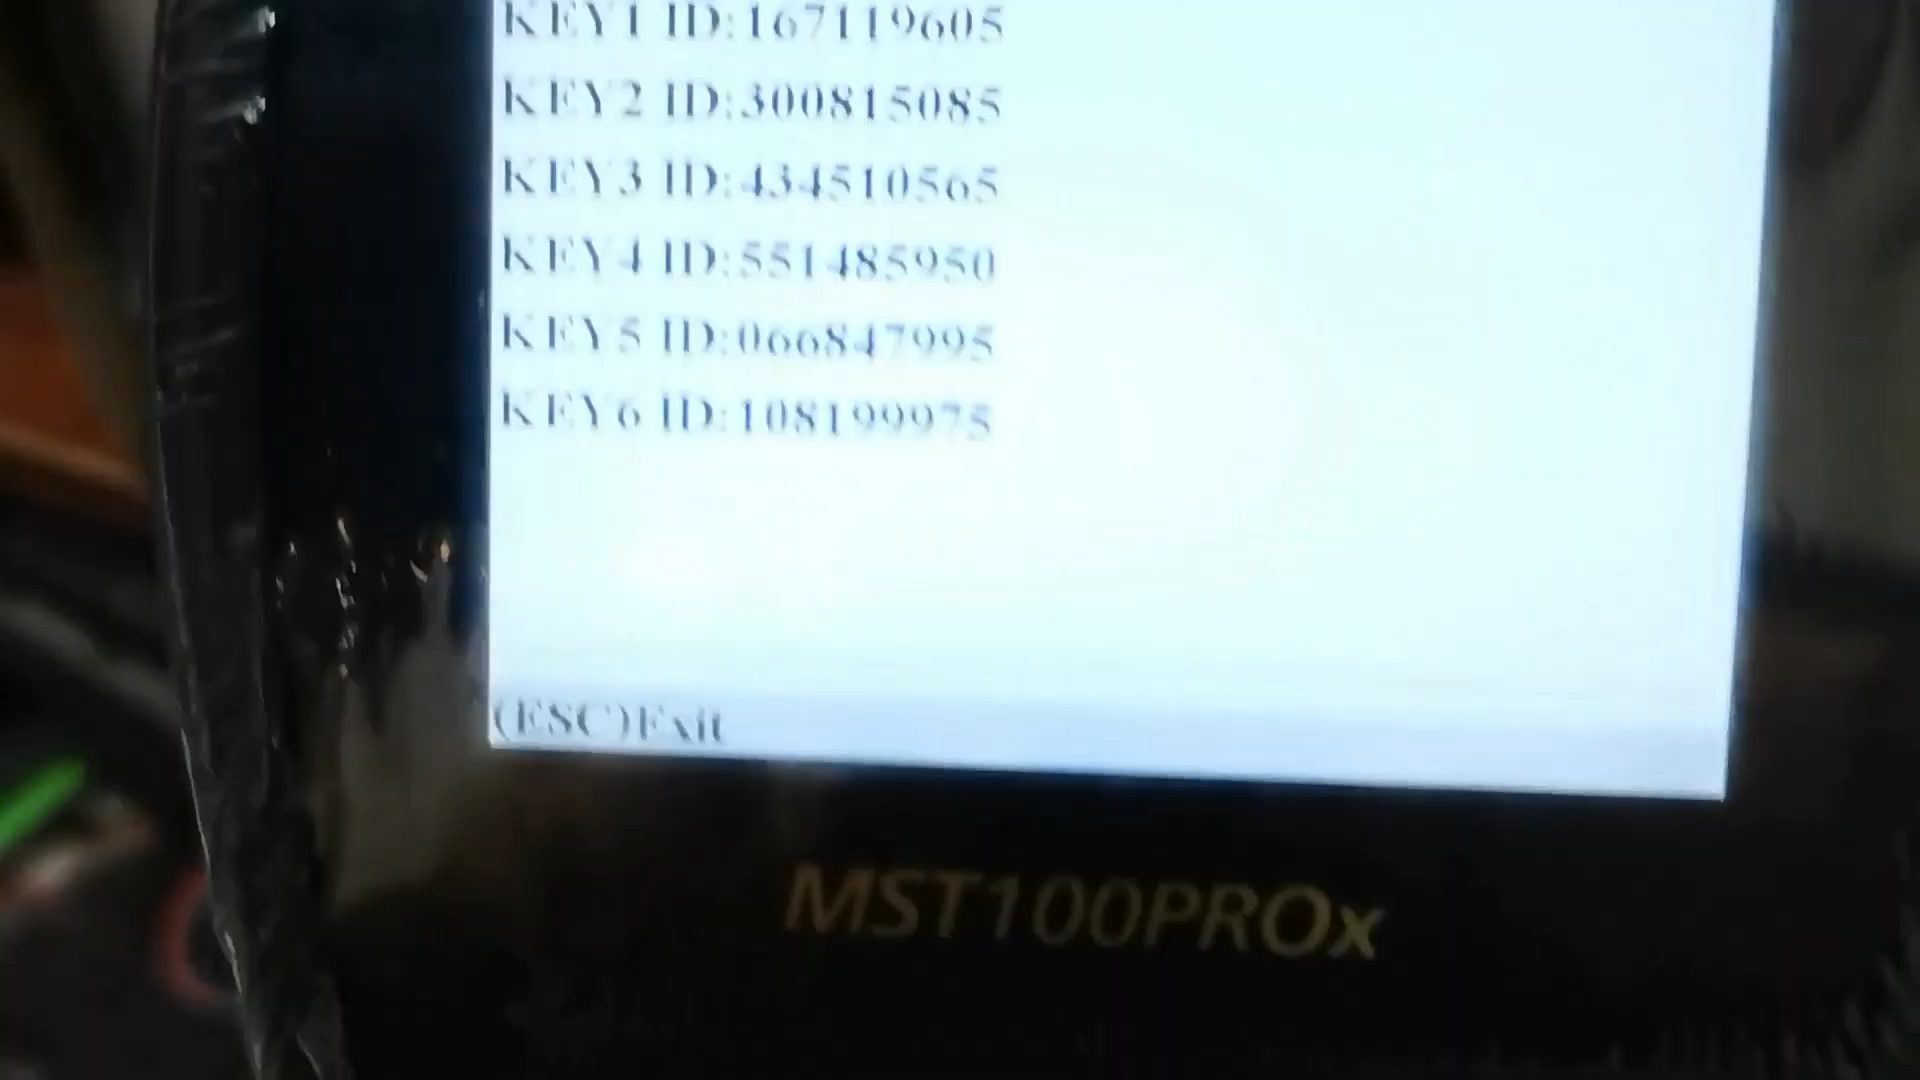 KEY1 ID:167119605
KEY2 ID:300815085
KEY3 ID:434510565
KEY4 ID:551485950
KEY5 ID:066847995
KEY6 ID:108199975
(ESC)Exit
MST100PROx